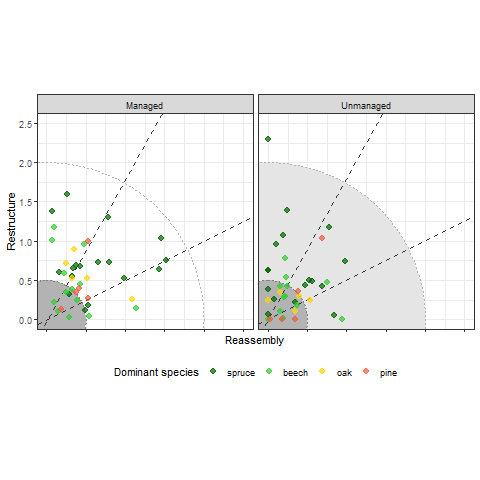 Managed
Unmanaged
2.5
2.0
1.5
1.0
0.5
0.0
Restructure
Reassembly
Dominant species
spruce
beech
oak
pine